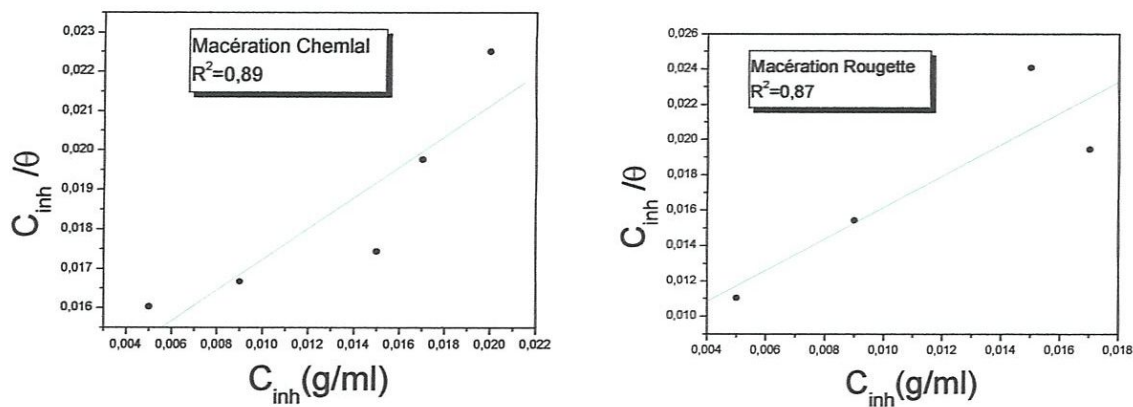 Macération Chemlal
R²=0,89
0,023
0,022
0,020
0,019
0,018
0,017
0,016
C_inh /θ
0,004 0,006 0,008 0,010 0,012 0,014 0,016 0,018 0,020 0,022
C_inh(g/ml)
Macération Rougette
R²=0,87
0,026
0,024
0,022
0,020
0,018
0,016
0,014
0,012
0,010
C_inh /θ
0,004 0,006 0,008 0,010 0,012 0,014 0,016 0,018
C_inh(g/ml)